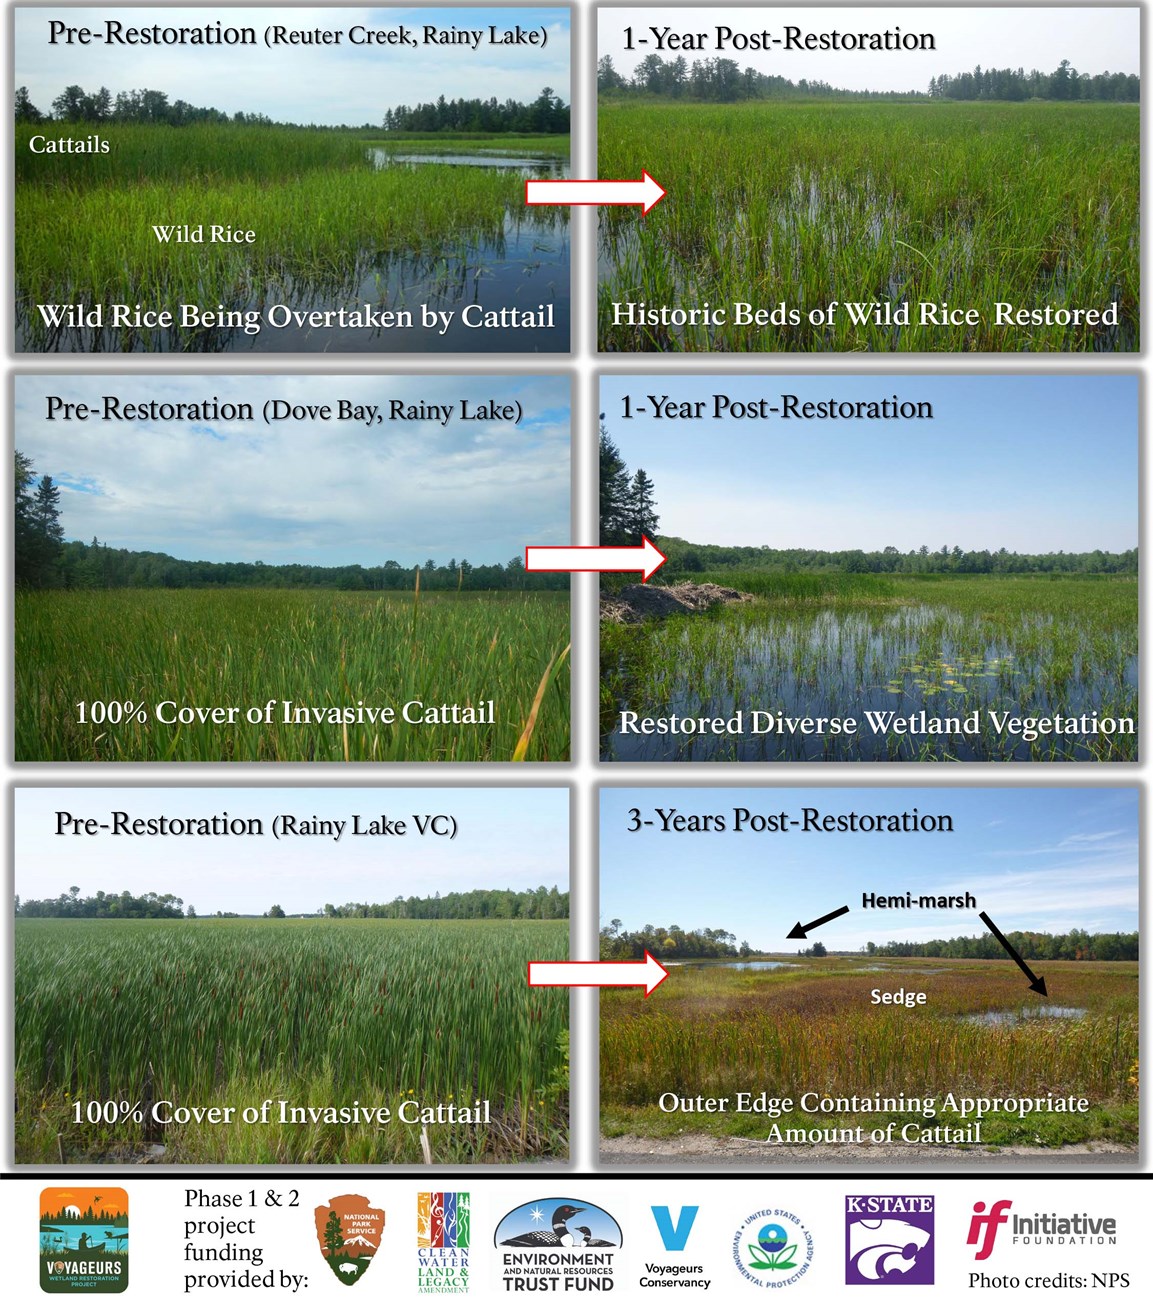 Pre-Restoration (Reuter Creek, Rainy Lake)
Cattails
Wild Rice
Wild Rice Being Overtaken by Cattail
1-Year Post-Restoration
Historic Beds of Wild Rice Restored
Pre-Restoration (Dove Bay, Rainy Lake)
100% Cover of Invasive Cattail
1-Year Post-Restoration
Restored Diverse Wetland Vegetation
Pre-Restoration (Rainy Lake VC)
100% Cover of Invasive Cattail
3-Years Post-Restoration
Hemi-marsh
Sedge
Outer Edge Containing Appropriate
Amount of Cattail
VOYAGEURS
WETLAND RESTORATION
PROJECT
Phase 1 & 2
project
funding
provided by:
NATIONAL
PARK
SERVICE
CLEAN
WATER
LAND &
LEGACY
AMENDMENT
ENVIRONMENT
AND NATURAL RESOURCES
TRUST FUND
V
Voyageurs
Conservancy
UNITED STATES
ENVIRONMENTAL PROTECTION AGENCY
K-STATE
if Initiative
FOUNDATION
Photo credits: NPS